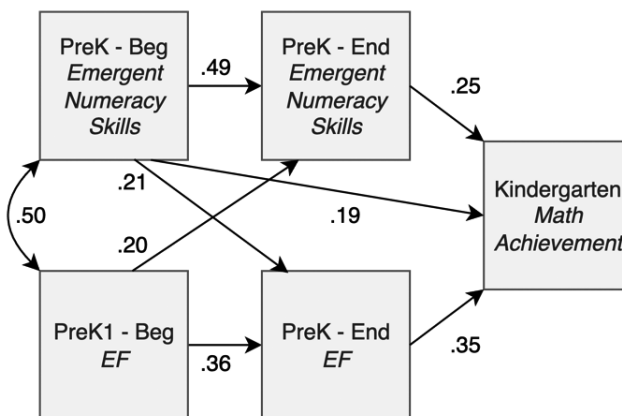 PreK - Beg
Emergent
Numeracy
Skills
.49
PreK - End
Emergent
Numeracy
Skills
.25
.21
.50
.20
.19
Kindergarten
Math
Achievement
PreK1 - Beg
EF
.36
PreK - End
EF
.35